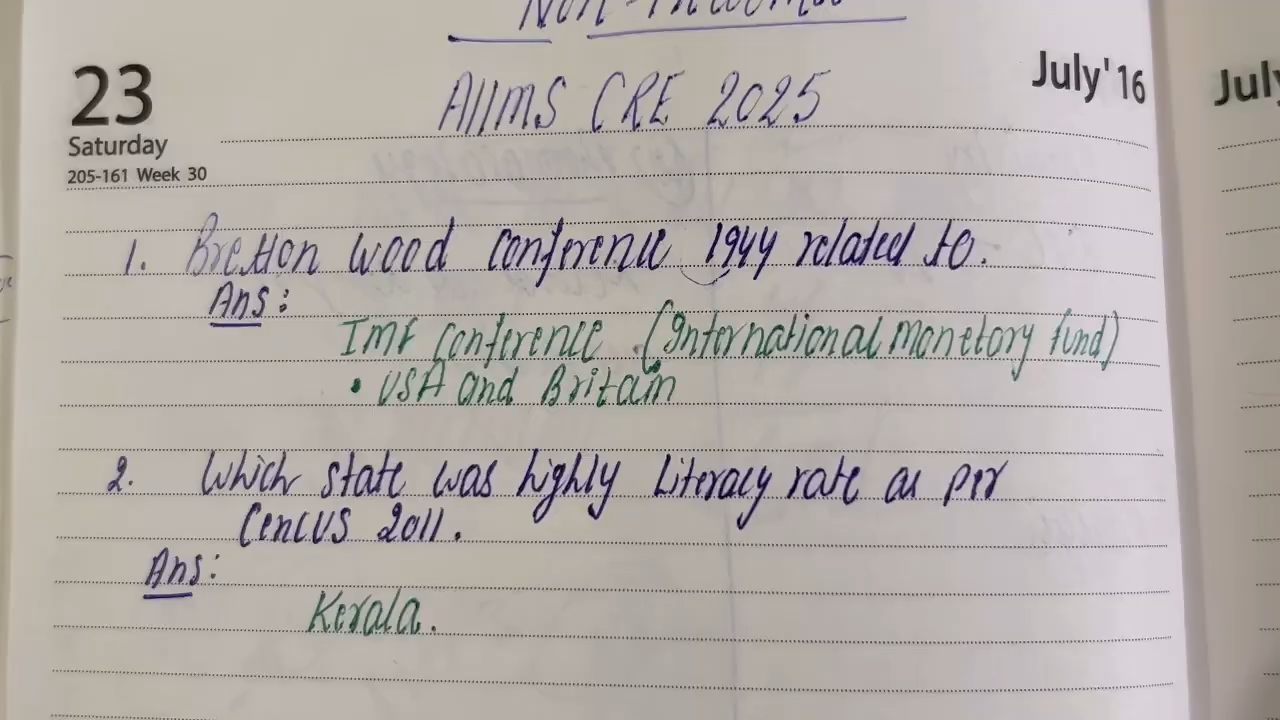 23
Saturday
205-161 Week 30
July'16
July
AIIMS CRE 2025
1. Bretton wood conference 1944 related to.
Ans:
IMF conference (International Monetary fund)
• USA and Britain
2. Which state was highly Literacy rate as per
Cencus 2011.
Ans:
Kerala.